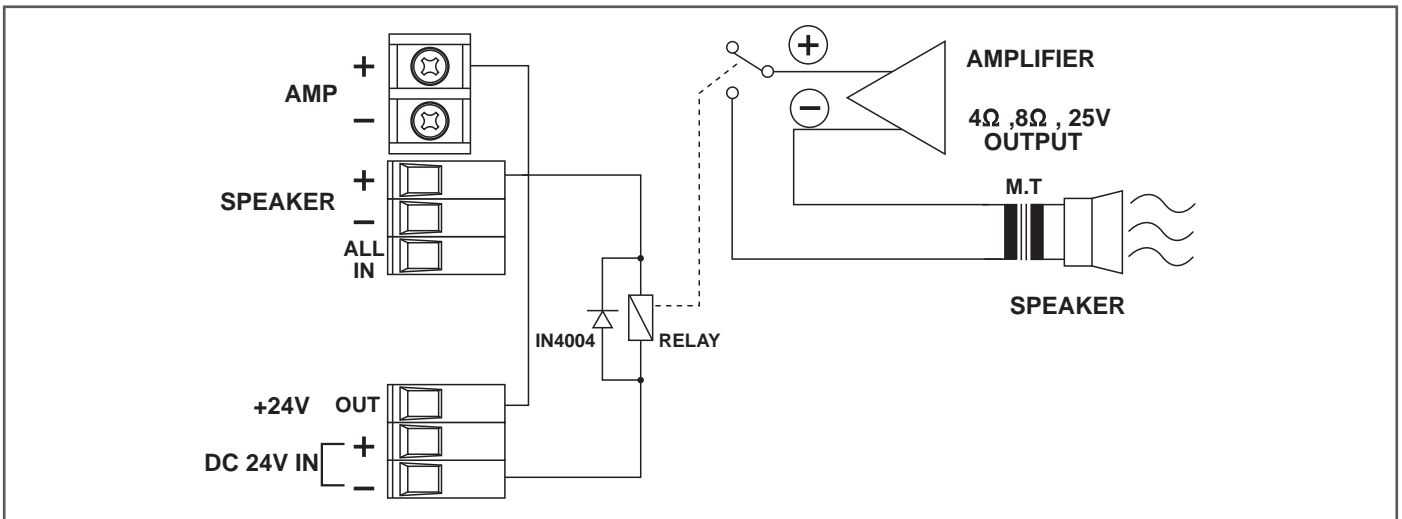 AMP
+
−
SPEAKER
+
−
ALL
IN
+24V OUT
DC 24V IN
+
−
IN4004
RELAY
+
−
AMPLIFIER
4Ω ,8Ω , 25V
OUTPUT
M.T
SPEAKER